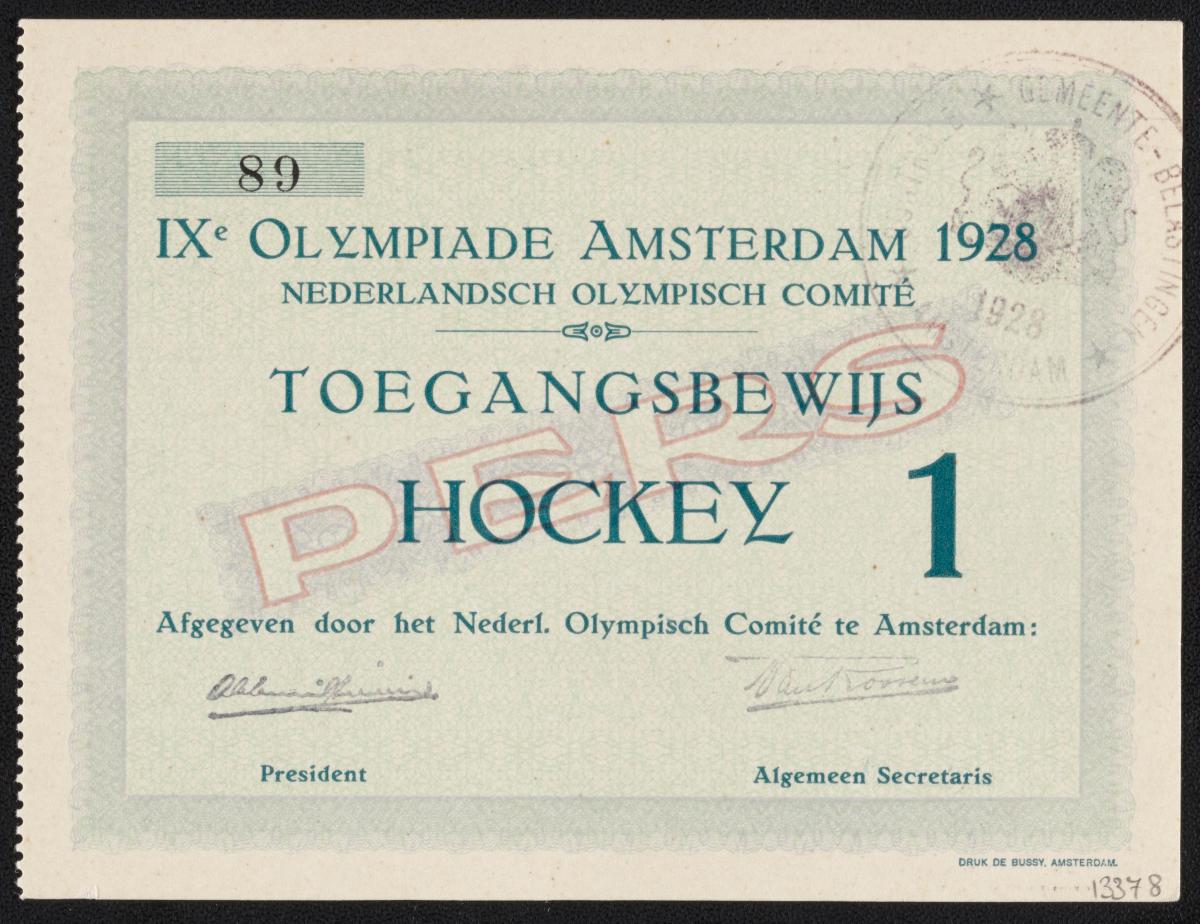 89
IXe OLYMPIADE AMSTERDAM 1928
NEDERLANDSCH OLYMPISCH COMITÉ
TOEGANGSBEWIJS
PERS
HOCKEY 1
Afgegeven door het Nederl. Olympisch Comité te Amsterdam:
President
Algemeen Secretaris
DRUK DE BUSSY, AMSTERDAM.
13378
GEMEENTE-BELASTINGEN
1928
AMSTERDAM